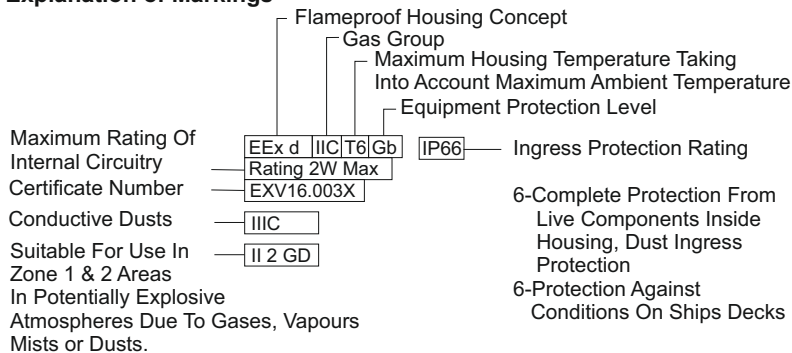 Explanation of Markings
Flameproof Housing Concept
Gas Group
Maximum Housing Temperature Taking
Into Account Maximum Ambient Temperature
Equipment Protection Level
Maximum Rating Of
Internal Circuitry
EEx d IIC T6 Gb IP66
Ingress Protection Rating
Rating 2W Max
Certificate Number
EXV16.003X
Conductive Dusts
IIIC
Suitable For Use In
Zone 1 & 2 Areas
In Potentially Explosive
Atmospheres Due To Gases, Vapours
Mists or Dusts.
II 2 GD
6-Complete Protection From
Live Components Inside
Housing, Dust Ingress
Protection
6-Protection Against
Conditions On Ships Decks